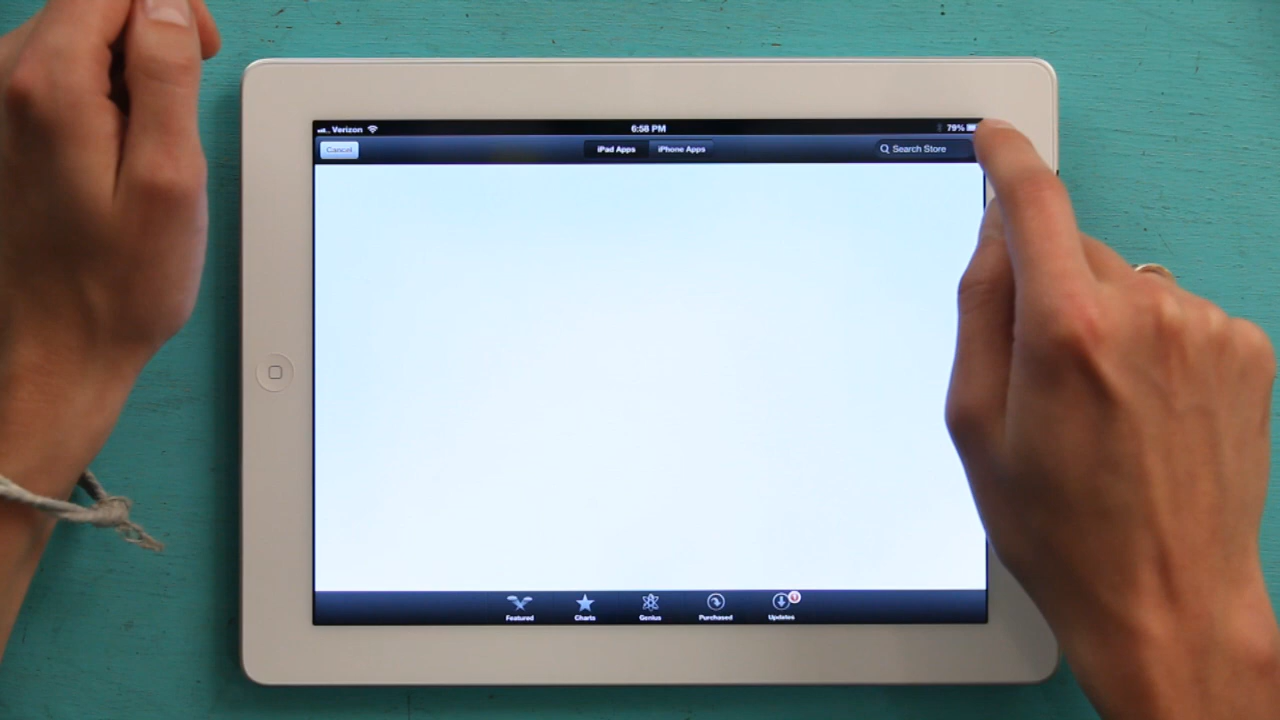 Verizon 6:58 PM 79%
Cancel iPad Apps iPhone Apps Search Store
Featured Charts Genius Purchased Updates